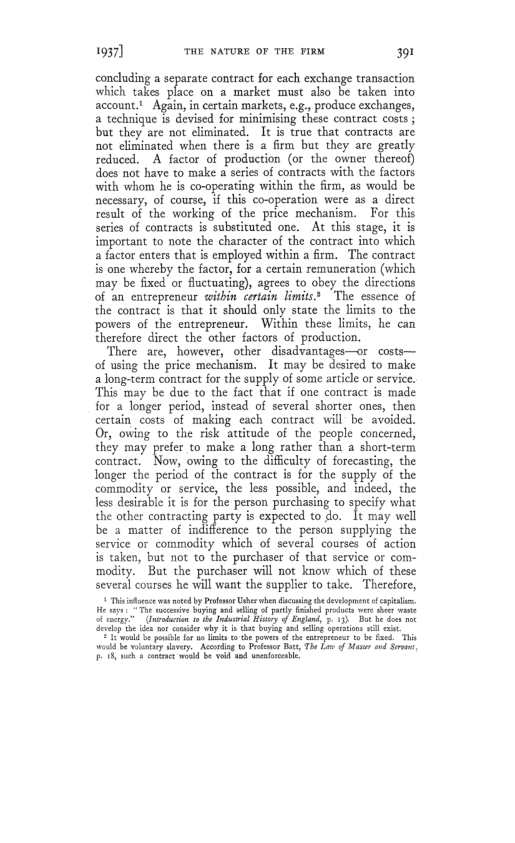 1937] THE NATURE OF THE FIRM 391
concluding a separate contract for each exchange transaction
which takes place on a market must also be taken into
account.¹ Again, in certain markets, e.g., produce exchanges,
a technique is devised for minimising these contract costs ;
but they are not eliminated. It is true that contracts are
not eliminated when there is a firm but they are greatly
reduced. A factor of production (or the owner thereof)
does not have to make a series of contracts with the factors
with whom he is co-operating within the firm, as would be
necessary, of course, if this co-operation were as a direct
result of the working of the price mechanism. For this
series of contracts is substituted one. At this stage, it is
important to note the character of the contract into which
a factor enters that is employed within a firm. The contract
is one whereby the factor, for a certain remuneration (which
may be fixed or fluctuating), agrees to obey the directions
of an entrepreneur within certain limits.² The essence of
the contract is that it should only state the limits to the
powers of the entrepreneur. Within these limits, he can
therefore direct the other factors of production.
There are, however, other disadvantages—or costs—
of using the price mechanism. It may be desired to make
a long-term contract for the supply of some article or service.
This may be due to the fact that if one contract is made
for a longer period, instead of several shorter ones, then
certain costs of making each contract will be avoided.
Or, owing to the risk attitude of the people concerned,
they may prefer to make a long rather than a short-term
contract. Now, owing to the difficulty of forecasting, the
longer the period of the contract is for the supply of the
commodity or service, the less possible, and indeed, the
less desirable it is for the person purchasing to specify what
the other contracting party is expected to do. It may well
be a matter of indifference to the person supplying the
service or commodity which of several courses of action
is taken, but not to the purchaser of that service or com-
modity. But the purchaser will not know which of these
several courses he will want the supplier to take. Therefore,
¹ This influence was noted by Professor Usher when discussing the development of capitalism.
He says : " The successive buying and selling of partly finished products were sheer waste
of energy." (Introduction to the Industrial History of England, p. 13). But he does not
develop the idea nor consider why it is that buying and selling operations still exist.
² It would be possible for no limits to the powers of the entrepreneur to be fixed. This
would be voluntary slavery. According to Professor Batt, The Law of Master and Servant,
p. 18, such a contract would be void and unenforceable.